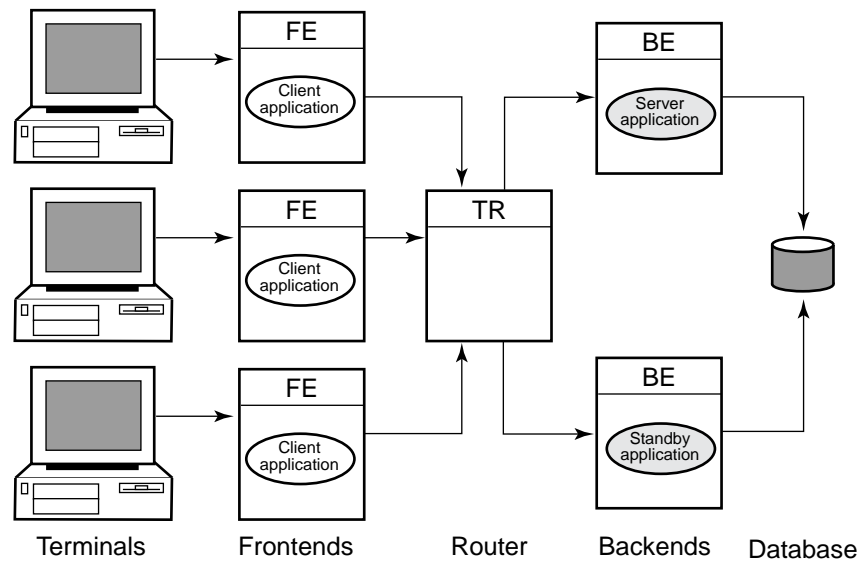 FE
Client
application
FE
Client
application
FE
Client
application
TR
BE
Server
application
BE
Standby
application
Terminals
Frontends
Router
Backends
Database